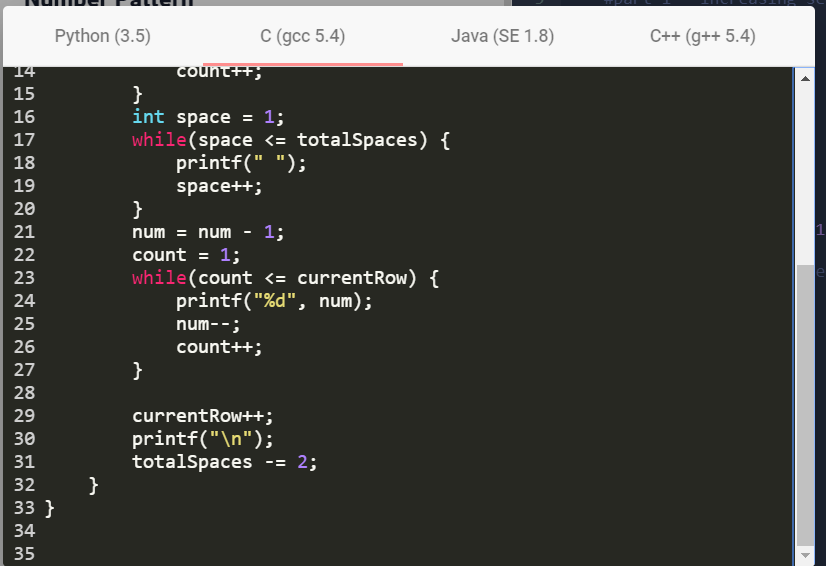 Number Pattern
Python (3.5) C (gcc 5.4) Java (SE 1.8) C++ (g++ 5.4)
14 count++;
15 }
16 int space = 1;
17 while(space <= totalSpaces) {
18 printf(" ");
19 space++;
20 }
21 num = num - 1;
22 count = 1;
23 while(count <= currentRow) {
24 printf("%d", num);
25 num--;
26 count++;
27 }
28
29 currentRow++;
30 printf("\n");
31 totalSpaces -= 2;
32 }
33 }
34
35